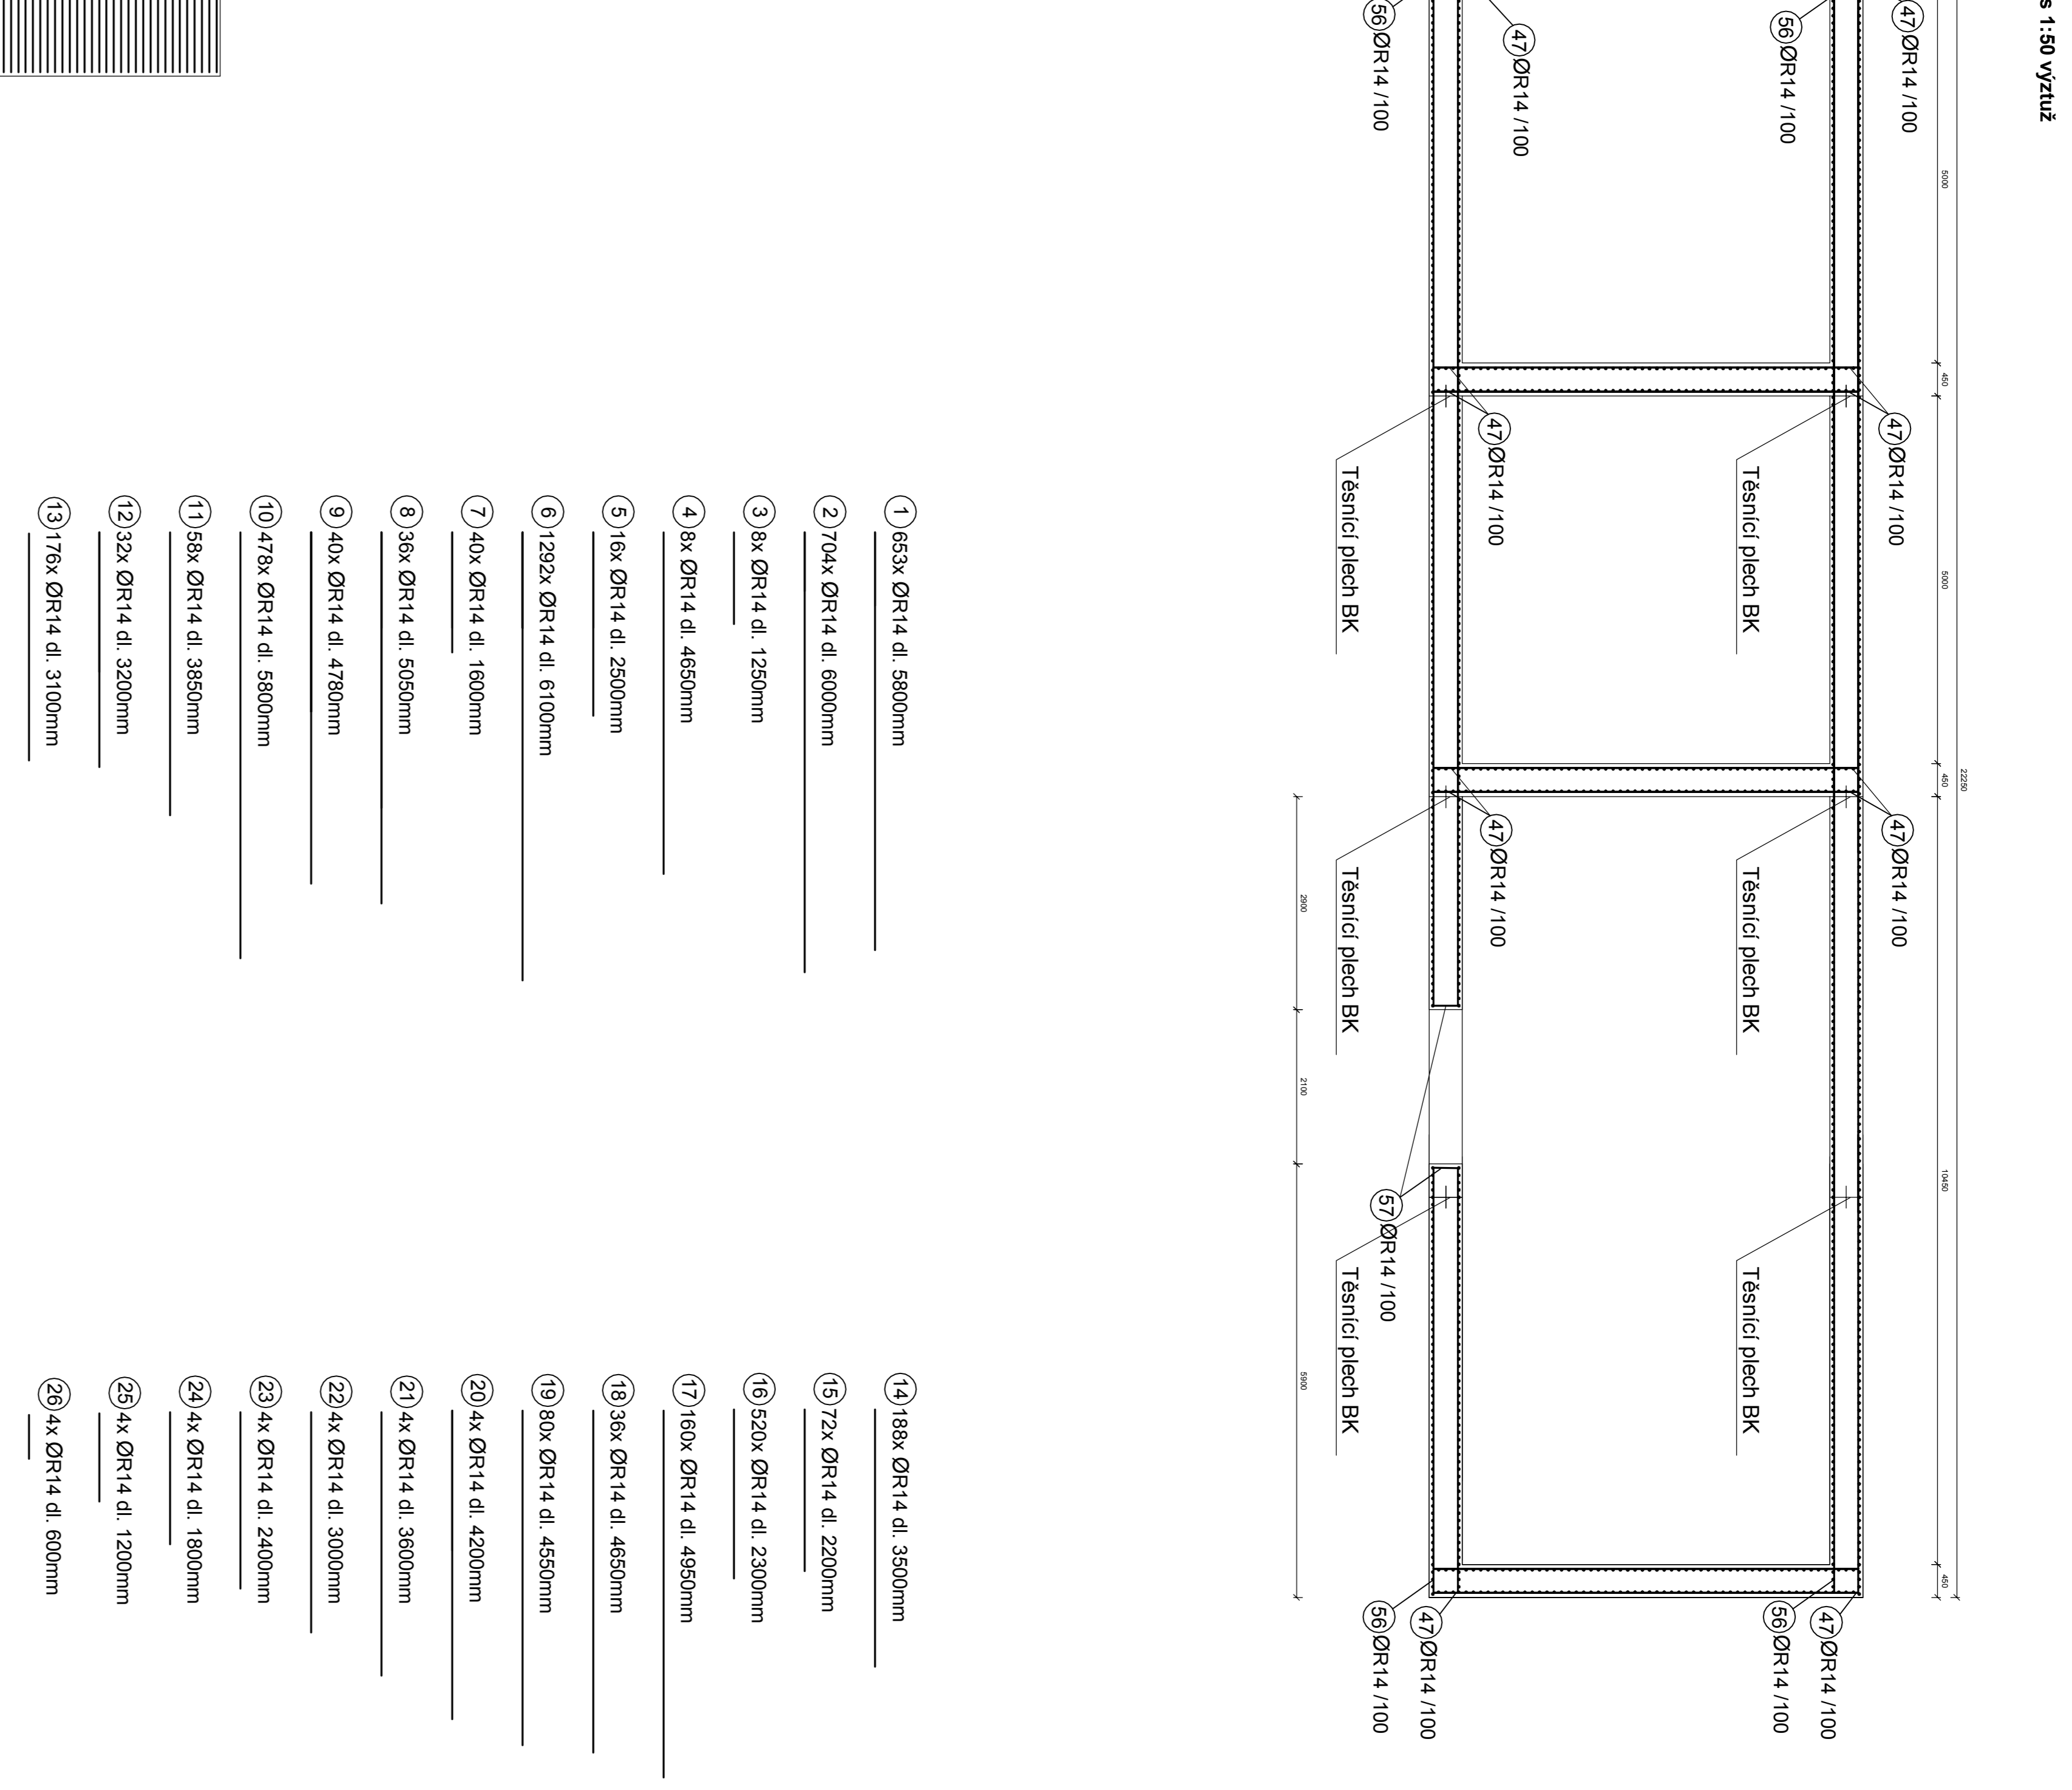 s 1:50 výztuž
47 ØR14 /100
56 ØR14 /100
47 ØR14 /100
56 ØR14 /100
5000
450
5000
450
10450
450
22250
47 ØR14 /100
47 ØR14 /100
Těsnící plech BK
Těsnící plech BK
47 ØR14 /100
47 ØR14 /100
Těsnící plech BK
Těsnící plech BK
57 ØR14 /100
Těsnící plech BK
Těsnící plech BK
47 ØR14 /100
56 ØR14 /100
47 ØR14 /100
56 ØR14 /100
2900
2100
5900
1 653x ØR14 dl. 5800mm
2 704x ØR14 dl. 6000mm
3 8x ØR14 dl. 1250mm
4 8x ØR14 dl. 4650mm
5 16x ØR14 dl. 2500mm
6 1292x ØR14 dl. 6100mm
7 40x ØR14 dl. 1600mm
8 36x ØR14 dl. 5050mm
9 40x ØR14 dl. 4780mm
10 478x ØR14 dl. 5800mm
11 58x ØR14 dl. 3850mm
12 32x ØR14 dl. 3200mm
13 176x ØR14 dl. 3100mm
14 188x ØR14 dl. 3500mm
15 72x ØR14 dl. 2200mm
16 520x ØR14 dl. 2300mm
17 160x ØR14 dl. 4950mm
18 36x ØR14 dl. 4650mm
19 80x ØR14 dl. 4550mm
20 4x ØR14 dl. 4200mm
21 4x ØR14 dl. 3600mm
22 4x ØR14 dl. 3000mm
23 4x ØR14 dl. 2400mm
24 4x ØR14 dl. 1800mm
25 4x ØR14 dl. 1200mm
26 4x ØR14 dl. 600mm